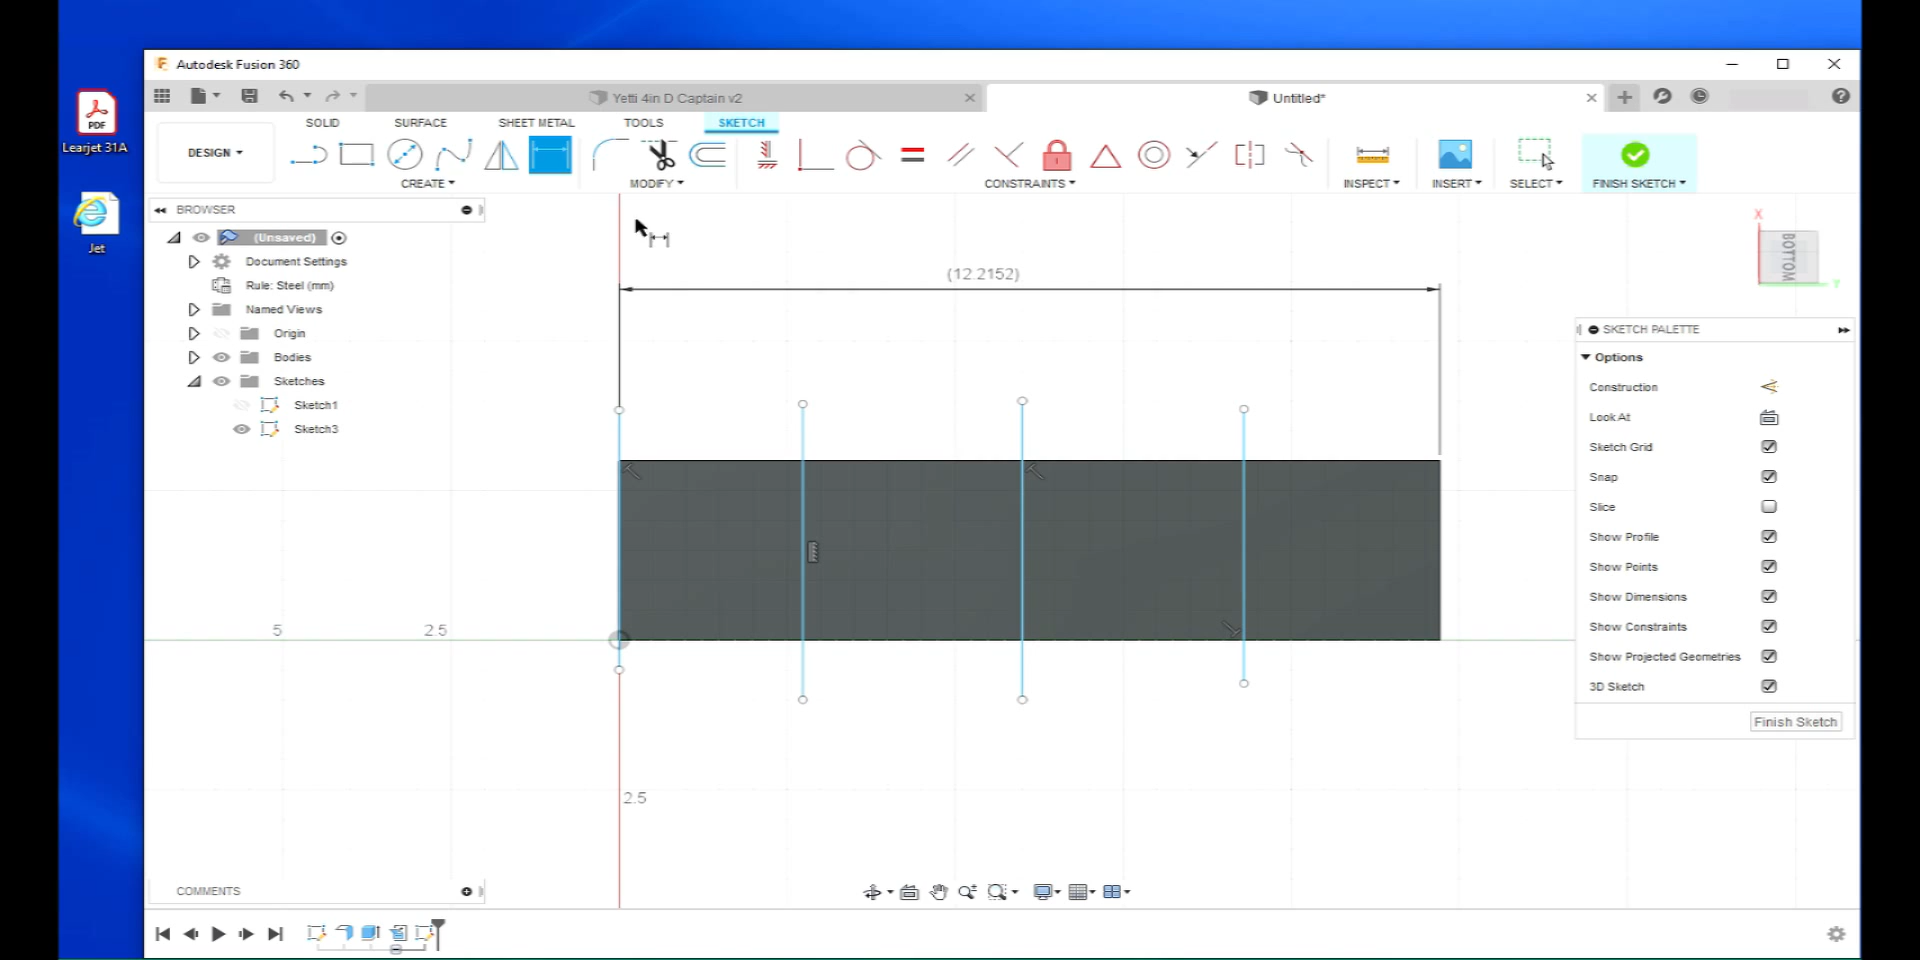 Autodesk Fusion 360
PDF
Learjet 31A
Jet
Yetti 4in D Captain v2
Untitled*
SOLID SURFACE SHEET METAL TOOLS SKETCH
DESIGN
CREATE MODIFY CONSTRAINTS INSPECT INSERT SELECT FINISH SKETCH
BROWSER
(Unsaved)
Document Settings
Rule: Steel (mm)
Named Views
Origin
Bodies
Sketches
Sketch1
Sketch3
(12.2152)
5
2.5
2.5
X
BOTTOM
Y
SKETCH PALETTE
Options
Construction
Look At
Sketch Grid
Snap
Slice
Show Profile
Show Points
Show Dimensions
Show Constraints
Show Projected Geometries
3D Sketch
Finish Sketch
COMMENTS